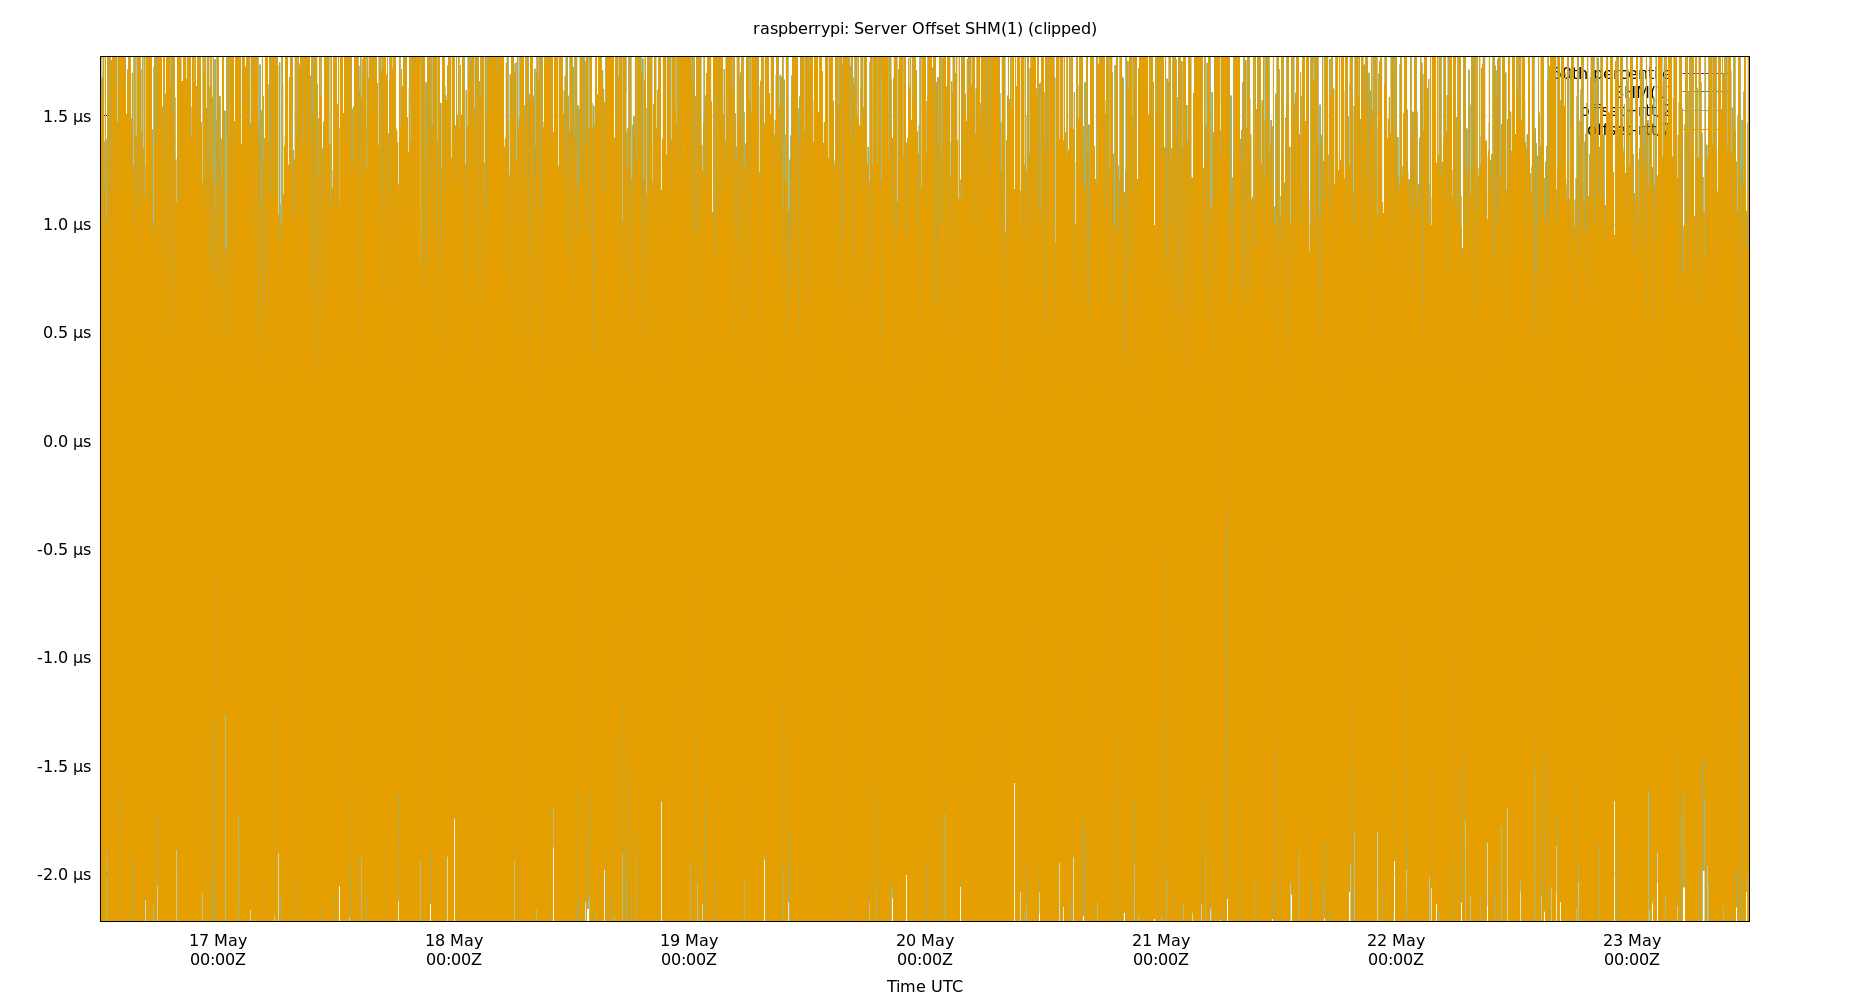 raspberrypi: Server Offset SHM(1) (clipped)
percentile
1.5 µs
1.0 µs
0.5 µs
0.0 µs
-0.5 µs
-1.0 µs
-1.5 µs
-2.0 µs
17 May 18 May 19 May 20 May 21 May 22 May 23 May
00:00Z 00:00Z 00:00Z 00:00Z 00:00Z 00:00Z 00:00Z
Time UTC